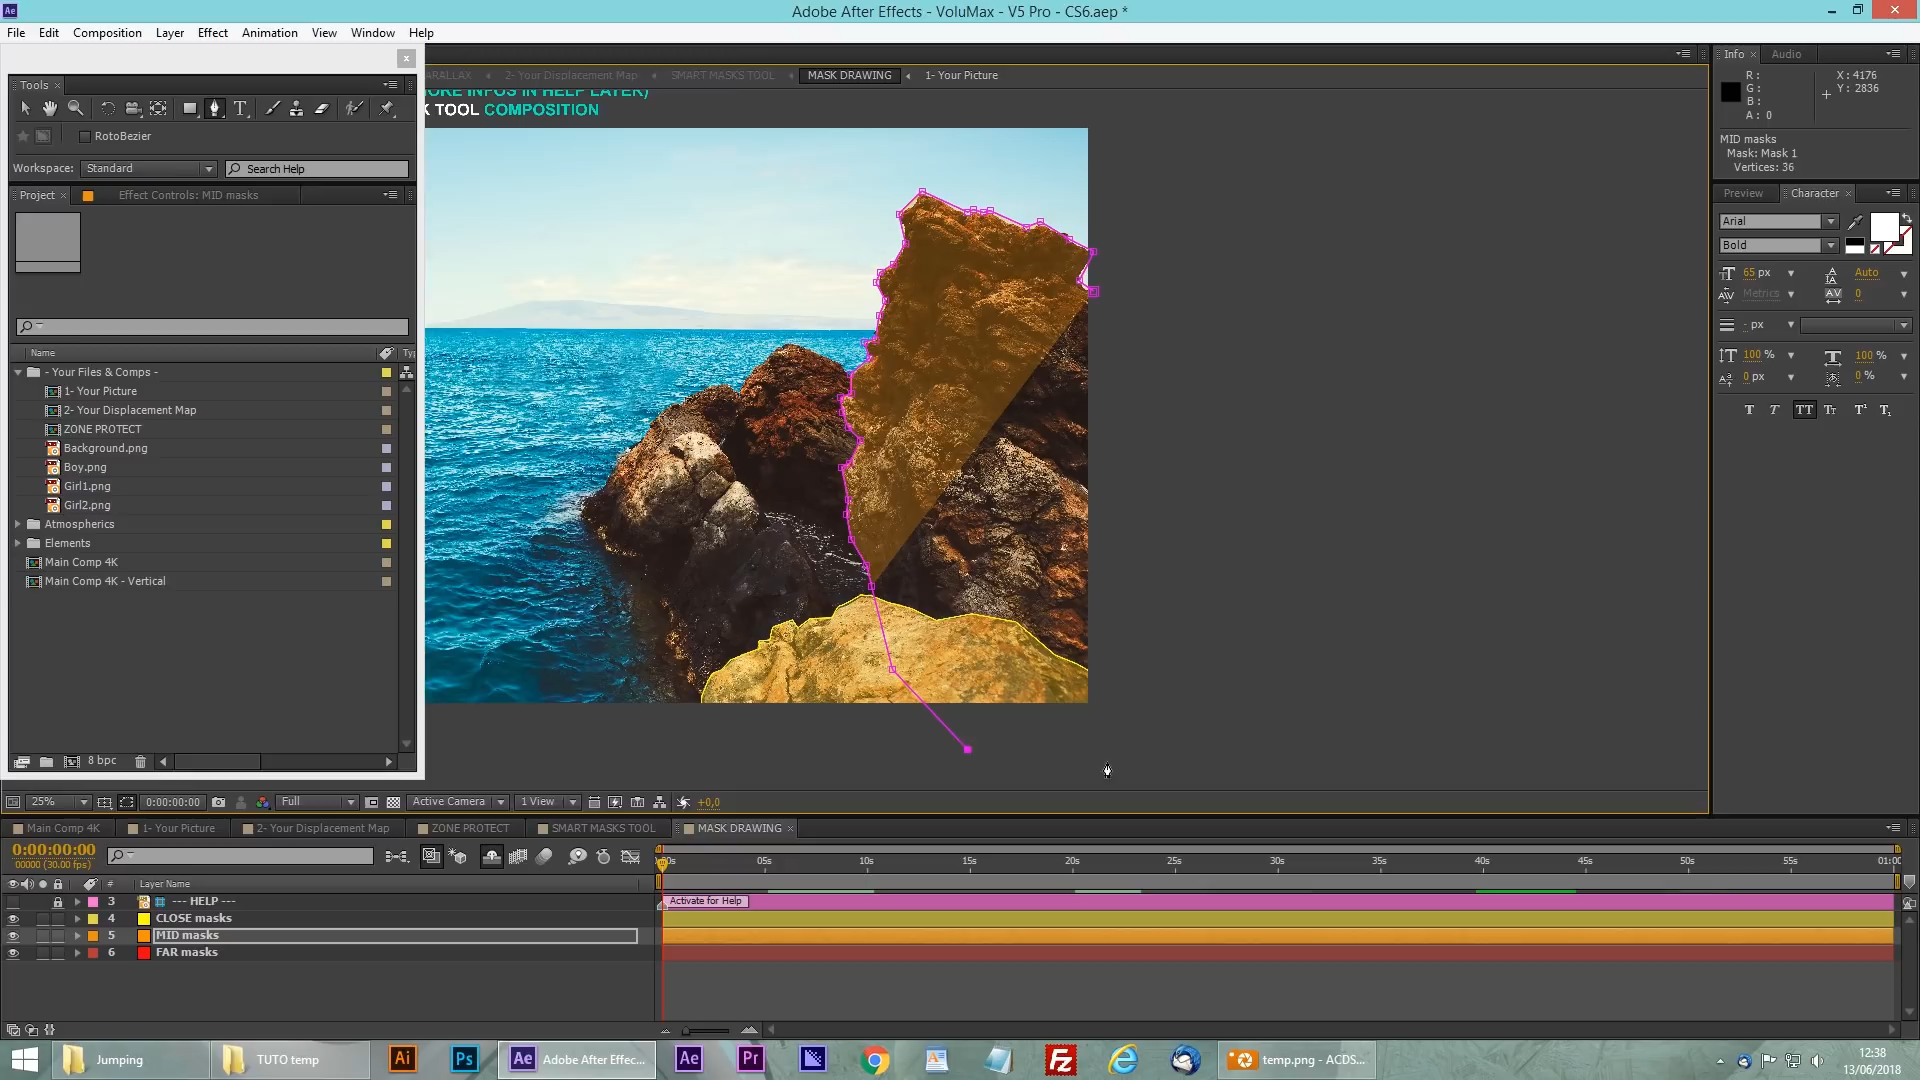 Adobe After Effects - VoluMax - V5 Pro - CS6.aep *
File Edit Composition Layer Effect Animation View Window Help
Tools
RotoBezier
Workspace: Standard Search Help
Project Effect Controls: MID masks
Name
- Your Files & Comps -
1- Your Picture
2- Your Displacement Map
ZONE PROTECT
Background.png
Boy.png
Girl1.png
Girl2.png
Atmospherics
Elements
Main Comp 4K
Main Comp 4K - Vertical
8 bpc
2- Your Displacement Map SMART MASKS TOOL MASK DRAWING 1- Your Picture
ORE INFOS IN HELP LAYER)
K TOOL COMPOSITION
25% 0:00:00:00 Full Active Camera 1 View +0,0
Info Audio
R :
G :
B :
A : 0
X : 4176
Y : 2836
MID masks
Mask: Mask 1
Vertices: 36
Preview Character
Arial
Bold
65 px Auto
Metrics 0
- px
100 % 100 %
0 px 0 %
Main Comp 4K 1- Your Picture 2- Your Displacement Map ZONE PROTECT SMART MASKS TOOL MASK DRAWING
0:00:00:00
00000 (30.00 fps)
05s 10s 15s 20s 25s 30s 35s 40s 45s 50s 55s
# Layer Name
3 --- HELP --- Activate for Help
4 CLOSE masks
5 MID masks
6 FAR masks
Jumping TUTO temp Adobe After Effec... temp.png - ACDS...
12:38
13/06/2018